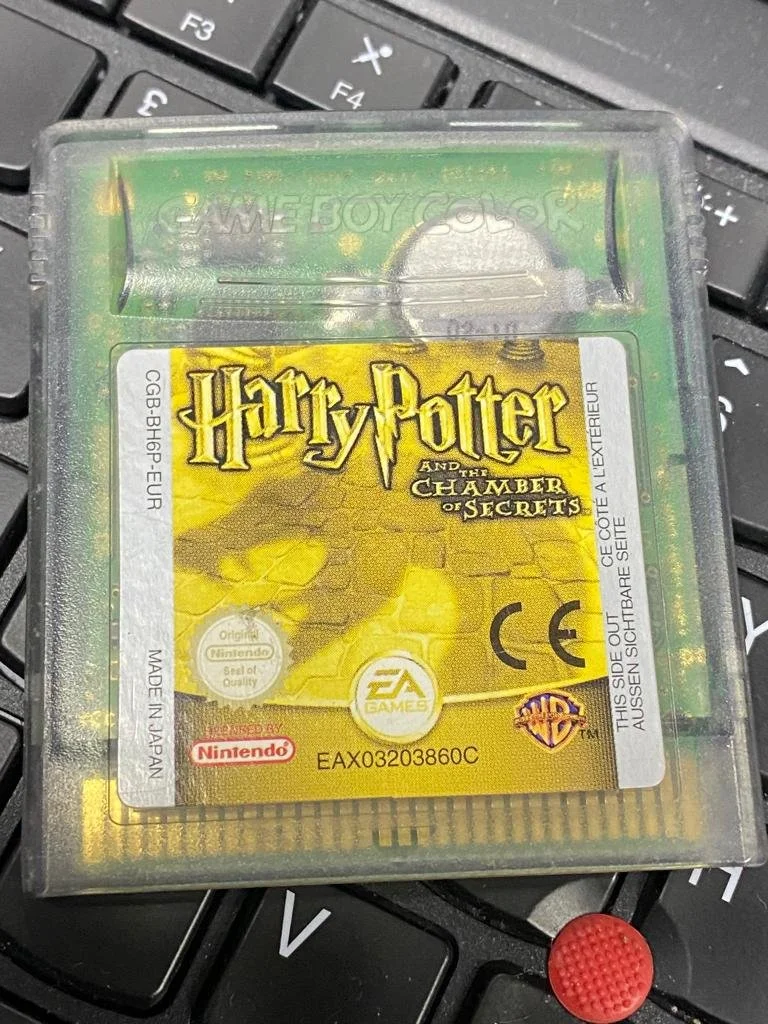 F3
F4
£
GAME BOY COLOR
Harry Potter
AND THE
CHAMBER
OF SECRETS
CGB-BH6P-EUR
MADE IN JAPAN
CE CÔTÉ À L'EXTÉRIEUR
THIS SIDE OUT
AUSSEN SICHTBARE SEITE
Original
Nintendo
Seal of
Quality
CE
EA
GAMES
LICENSED BY
Nintendo
EAX03203860C
WB
TM
V
H
Y